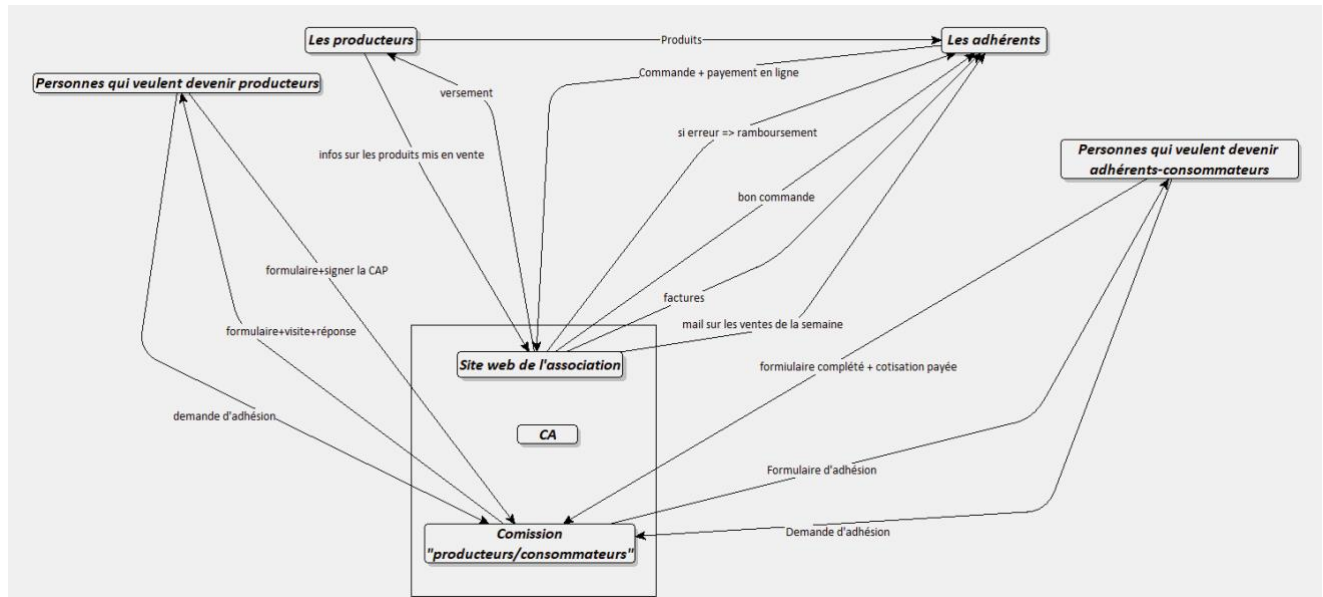 Les producteurs
Produits
Les adhérents
Personnes qui veulent devenir producteurs
versement
Commande + payement en ligne
si erreur => ramboursement
infos sur les produits mis en vente
Personnes qui veulent devenir
adhérents-consommateurs
bon commande
formulaire+signer la CAP
factures
mail sur les ventes de la semaine
formulaire+visite+réponse
Site web de l'association
formiulaire complété + cotisation payée
demande d'adhésion
CA
Formulaire d'adhésion
Comission
"producteurs/consommateurs"
Demande d'adhésion